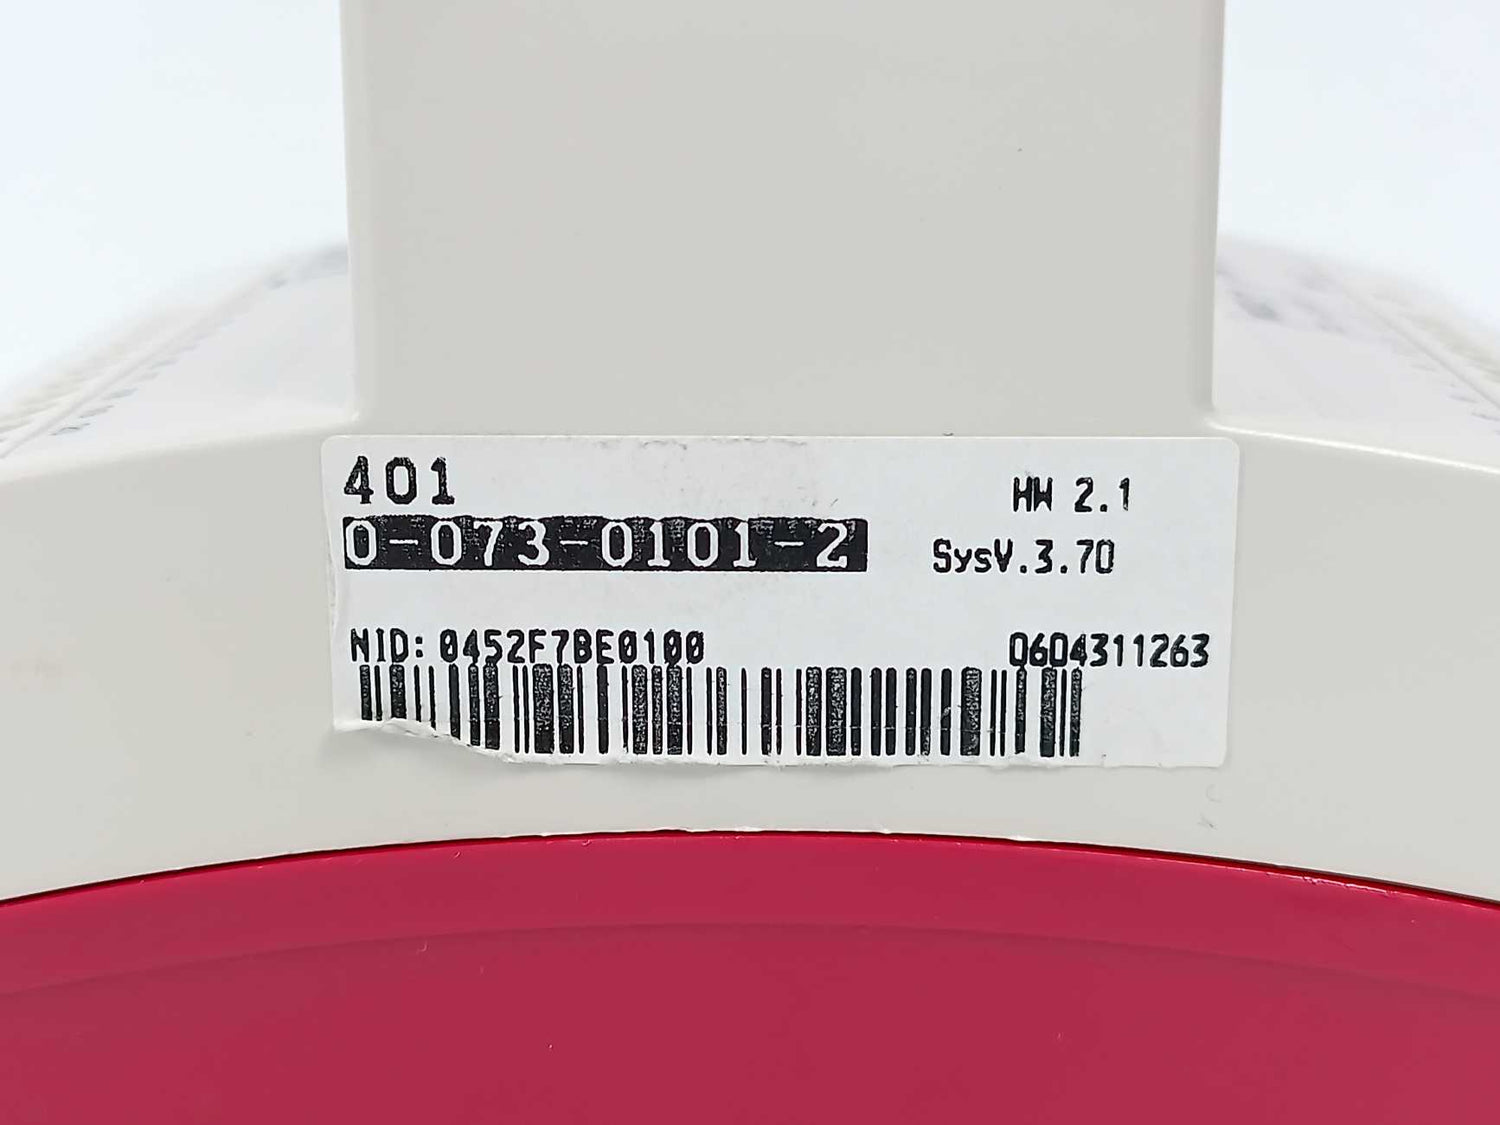 401
HW 2.1
0-073-0101-2
SysV.3.70
NID: 0452F7BE0100
0604311263